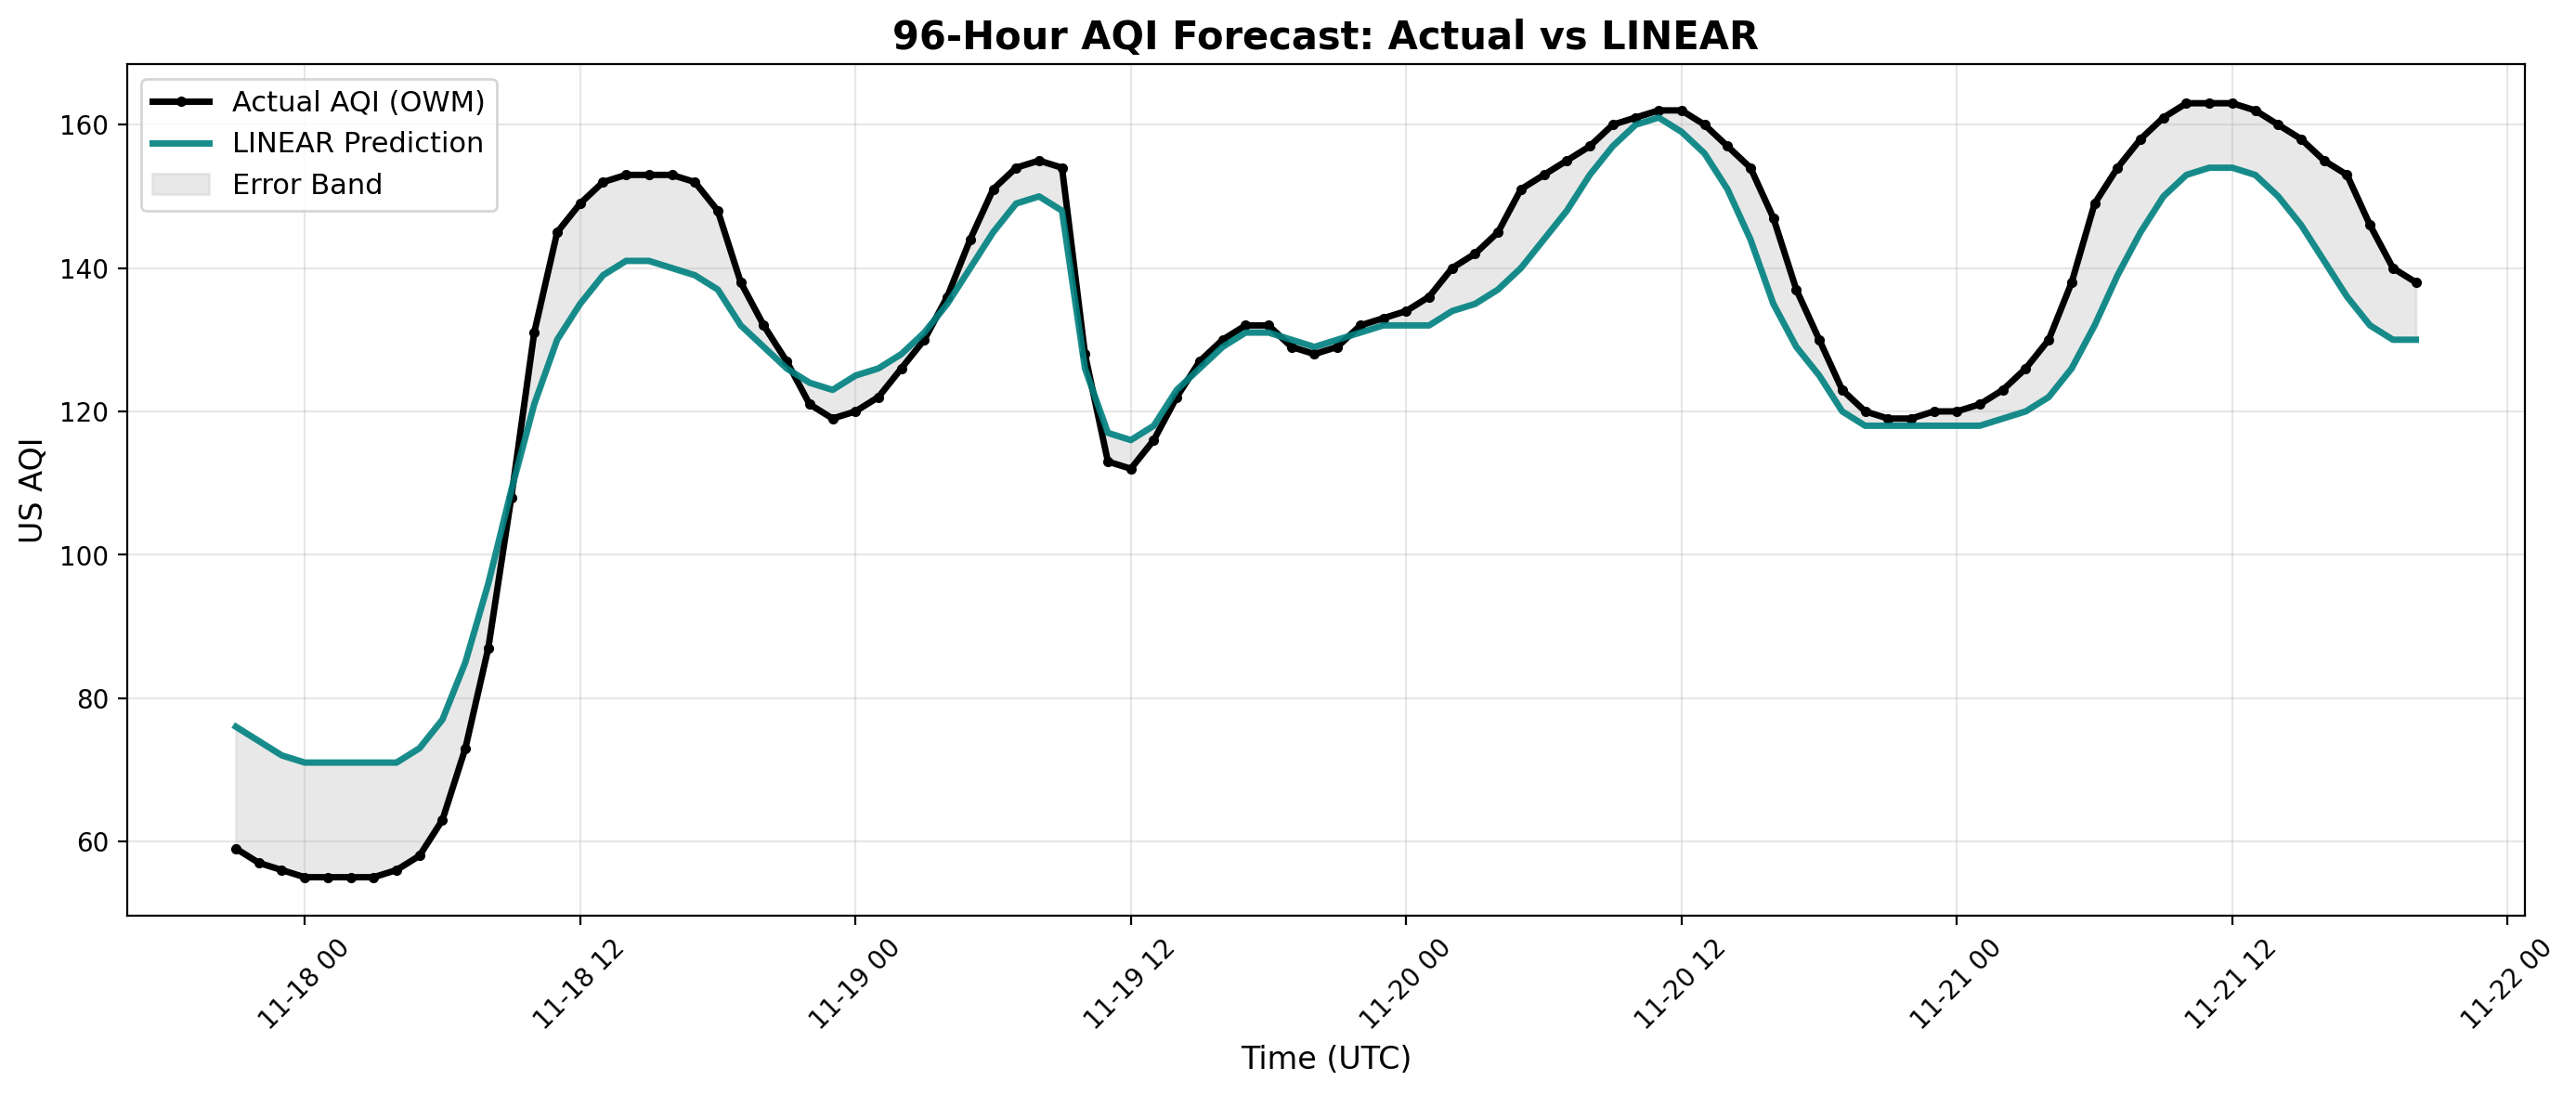 96-Hour AQI Forecast: Actual vs LINEAR
Actual AQI (OWM)
LINEAR Prediction
Error Band
US AQI
160
140
120
100
80
60
11-18 00
11-18 12
11-19 00
11-19 12
11-20 00
11-20 12
11-21 00
11-21 12
11-22 00
Time (UTC)